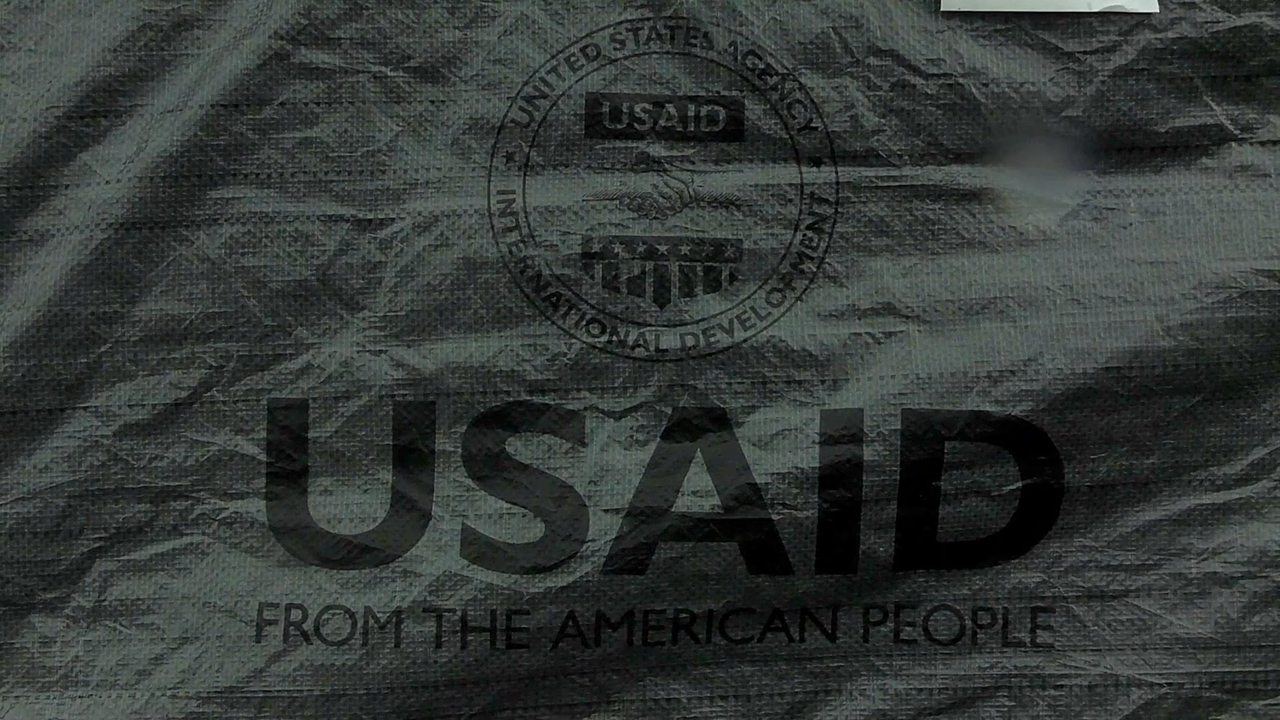 UNITED STATES AGENCY
USAID
INTERNATIONAL DEVELOPMENT
USAID
FROM THE AMERICAN PEOPLE